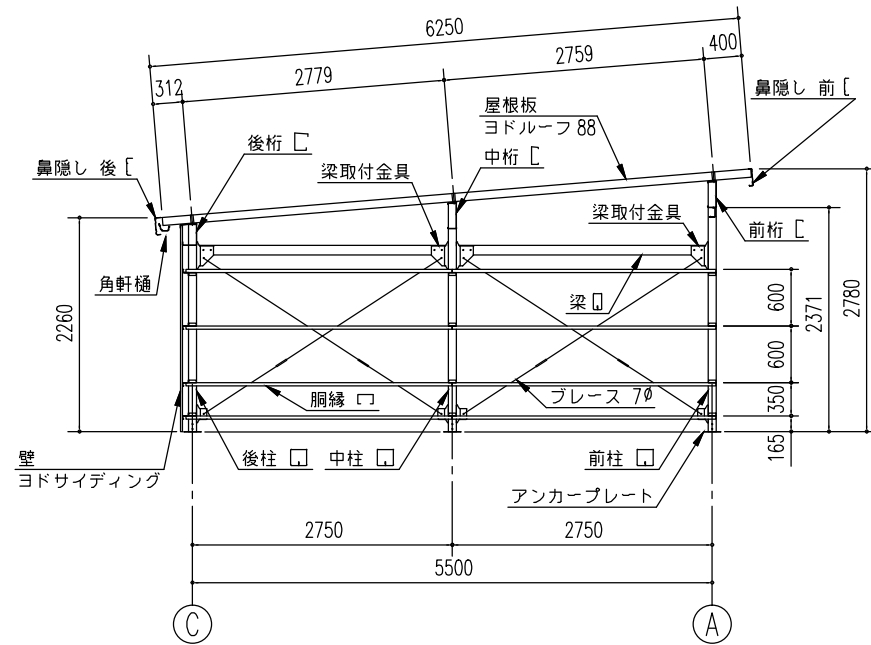 6250
312
2779
2759
400
鼻隠し 前
屋根板
ヨドルーフ 88
後桁
中桁
鼻隠し 後
梁取付金具
梁取付金具
前桁
角軒樋
梁
2260
600
2371
2780
600
胴縁
ブレース 7φ
350
壁
ヨドサイディング
後柱
中柱
前柱
165
アンカープレート
2750
2750
5500
C
A